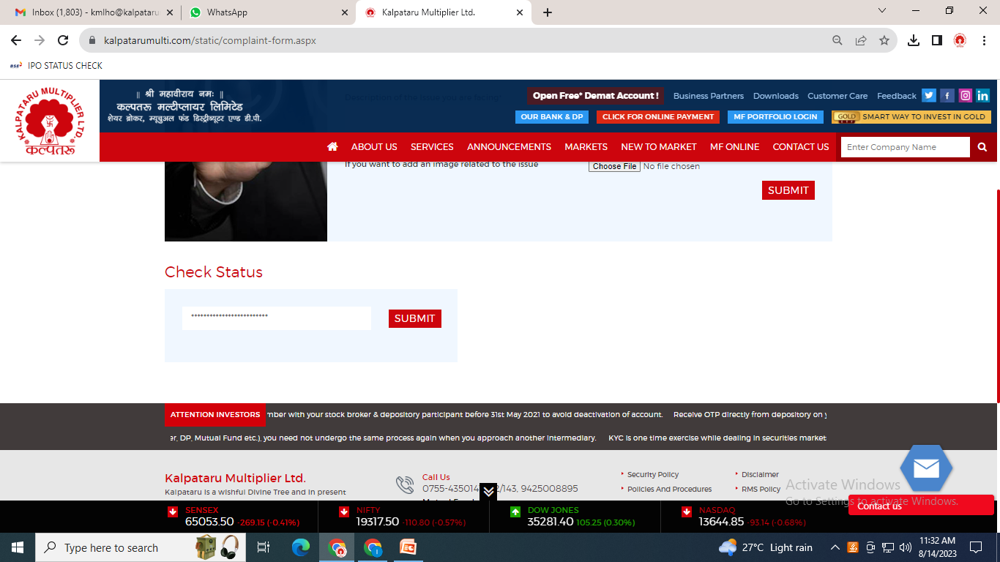 Inbox (1,803) - kmlho@kalpataru
WhatsApp
Kalpataru Multiplier Ltd.
kalpatarumulti.com/static/complaint-form.aspx
BSE IPO STATUS CHECK
KALPATARU MULTIPLIER LTD.
कल्पतरू
|| श्री महावीराय नमः ||
कल्पतरू मल्टीप्लायर लिमिटेड
शेयर ब्रोकर, म्यूचुअल फंड डिस्ट्रीब्यूटर एण्ड डी.पी.
Description of the issue you are facing
Open Free* Demat Account !
Business Partners
Downloads
Customer Care
Feedback
OUR BANK & DP
CLICK FOR ONLINE PAYMENT
MF PORTFOLIO LOGIN
GOLD SMART WAY TO INVEST IN GOLD
ABOUT US
SERVICES
ANNOUNCEMENTS
MARKETS
NEW TO MARKET
MF ONLINE
CONTACT US
Enter Company Name
If you want to add an image related to the issue
Choose File No file chosen
SUBMIT
Check Status
*************************
SUBMIT
ATTENTION INVESTORS
mber with your stock broker & depository participant before 31st May 2021 to avoid deactivation of account.
Receive OTP directly from depository on y
er, DP, Mutual Fund etc.), you need not undergo the same process again when you approach another intermediary.
KYC is one time exercise while dealing in securities markets
Kalpataru Multiplier Ltd.
Kalpataru is a wishful Divine Tree and in present
Call Us
0755-435014 2/143, 9425008895
Security Policy
Policies And Procedures
Disclaimer
RMS Policy
Activate Windows
Go to Settings to activate Windows.
Contact us
SENSEX
65053.50 -269.15 (-0.41%)
NIFTY
19317.50 -110.80 (-0.57%)
DOW JONES
35281.40 105.25 (0.30%)
NASDAQ
13644.85 -93.14 (-0.68%)
Type here to search
27°C Light rain
11:32 AM
8/14/2023